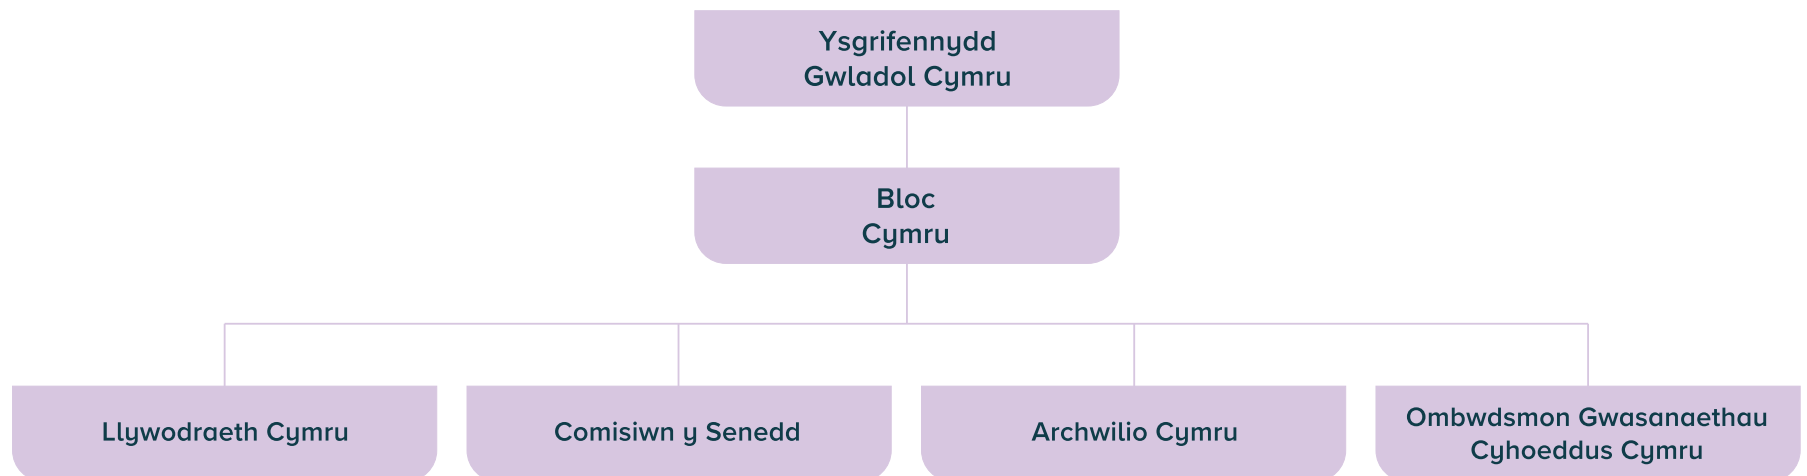 Ysgrifennydd
Gwladol Cymru
Bloc
Cymru
Llywodraeth Cymru
Comisiwn y Senedd
Archwilio Cymru
Ombwdsmon Gwasanaethau
Cyhoeddus Cymru